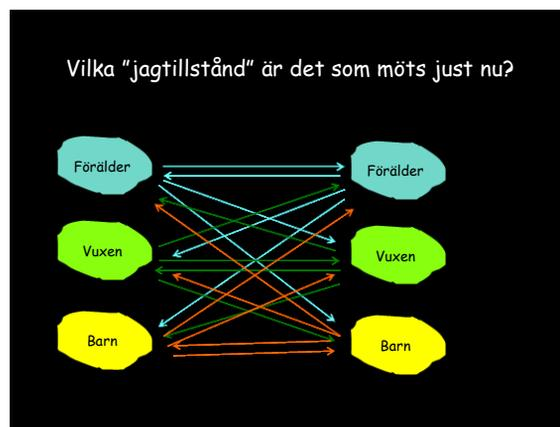 Vilka ”jagtillstånd” är det som möts just nu?
Förälder
Förälder
Vuxen
Vuxen
Barn
Barn